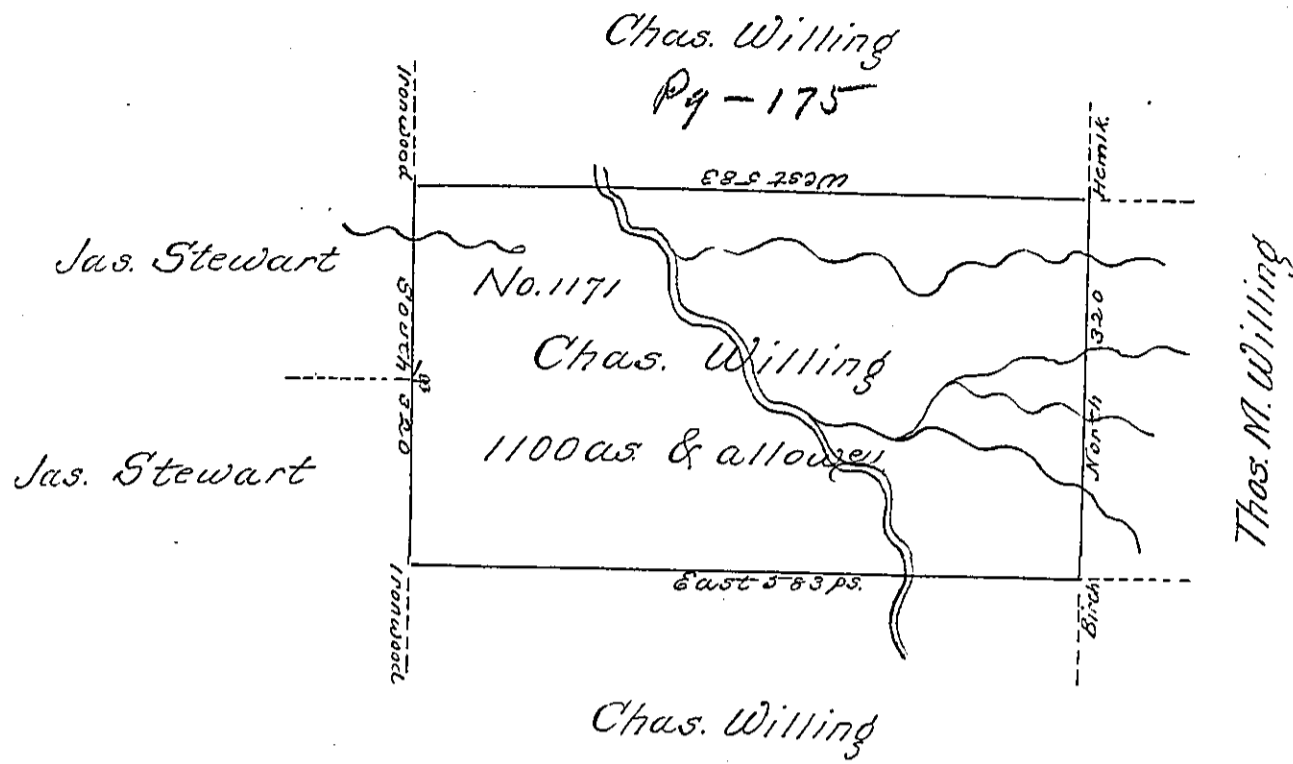 Chas. Willing
Pg - 175
Ironwood
Hemlk.
West 583
Jas. Stewart
No. 1171
South 320
North 320
Thos. M. Willing
Chas. Willing
Jas. Stewart
1100 as. & allowe
East 583 ps.
Ironwood
Birch
Chas. Willing